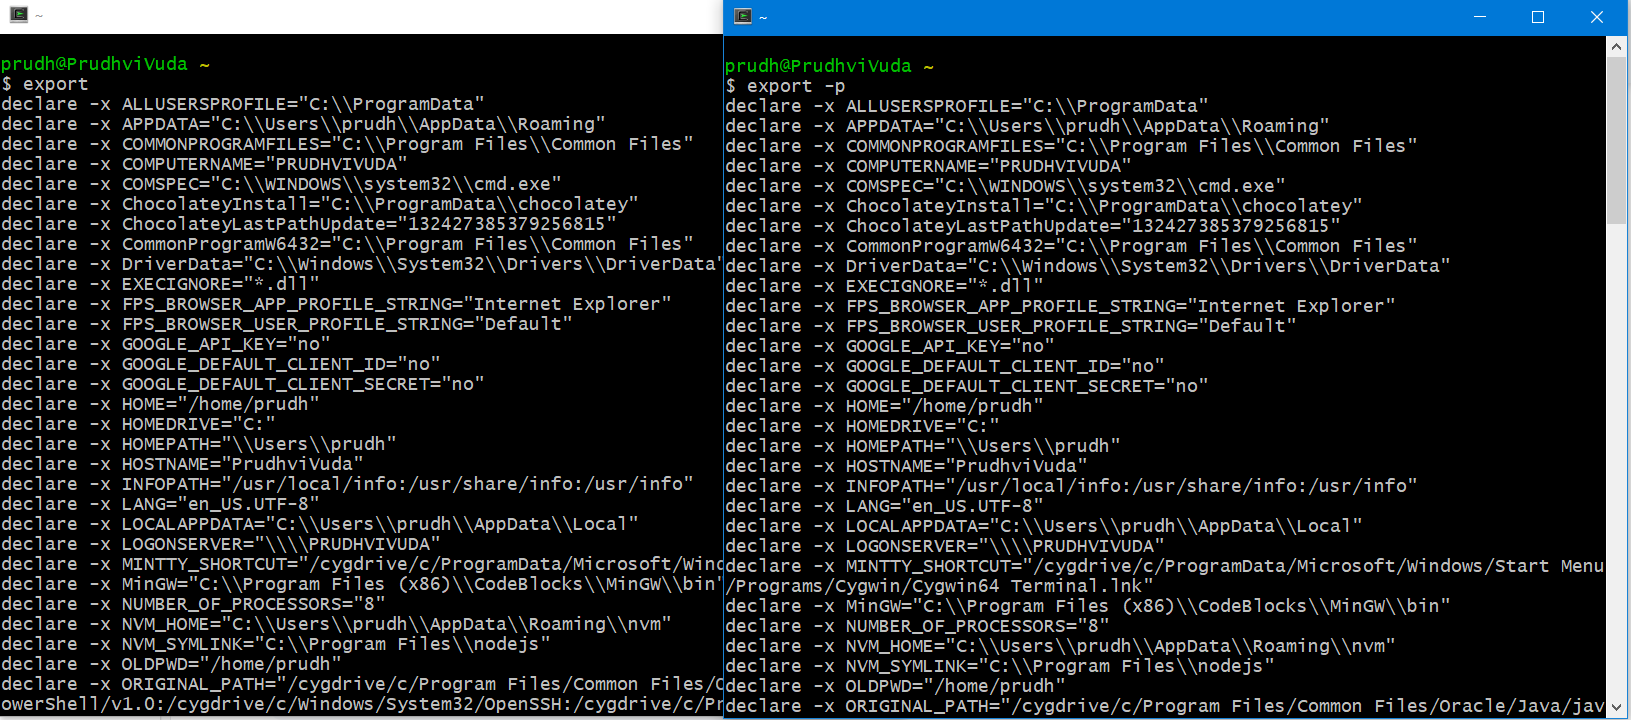 ~
prudh@PrudhviVuda ~
$ export
declare -x ALLUSERSPROFILE="C:\\ProgramData"
declare -x APPDATA="C:\\Users\\prudh\\AppData\\Roaming"
declare -x COMMONPROGRAMFILES="C:\\Program Files\\Common Files"
declare -x COMPUTERNAME="PRUDHVIVUDA"
declare -x COMSPEC="C:\\WINDOWS\\system32\\cmd.exe"
declare -x ChocolateyInstall="C:\\ProgramData\\chocolatey"
declare -x ChocolateyLastPathUpdate="132427385379256815"
declare -x CommonProgramW6432="C:\\Program Files\\Common Files"
declare -x DriverData="C:\\Windows\\System32\\Drivers\\DriverData"
declare -x EXECIGNORE="*.dll"
declare -x FPS_BROWSER_APP_PROFILE_STRING="Internet Explorer"
declare -x FPS_BROWSER_USER_PROFILE_STRING="Default"
declare -x GOOGLE_API_KEY="no"
declare -x GOOGLE_DEFAULT_CLIENT_ID="no"
declare -x GOOGLE_DEFAULT_CLIENT_SECRET="no"
declare -x HOME="/home/prudh"
declare -x HOMEDRIVE="C:"
declare -x HOMEPATH="\\Users\\prudh"
declare -x HOSTNAME="PrudhviVuda"
declare -x INFOPATH="/usr/local/info:/usr/share/info:/usr/info"
declare -x LANG="en_US.UTF-8"
declare -x LOCALAPPDATA="C:\\Users\\prudh\\AppData\\Local"
declare -x LOGONSERVER="\\\\PRUDHVIVUDA"
declare -x MINTTY_SHORTCUT="/cygdrive/c/ProgramData/Microsoft/Wind
declare -x MinGW="C:\\Program Files (x86)\\CodeBlocks\\MinGW\\bin"
declare -x NUMBER_OF_PROCESSORS="8"
declare -x NVM_HOME="C:\\Users\\prudh\\AppData\\Roaming\\nvm"
declare -x NVM_SYMLINK="C:\\Program Files\\nodejs"
declare -x OLDPWD="/home/prudh"
declare -x ORIGINAL_PATH="/cygdrive/c/Program Files/Common Files/O
owerShell/v1.0:/cygdrive/c/Windows/System32/OpenSSH:/cygdrive/c/Pr
~
prudh@PrudhviVuda ~
$ export -p
declare -x ALLUSERSPROFILE="C:\\ProgramData"
declare -x APPDATA="C:\\Users\\prudh\\AppData\\Roaming"
declare -x COMMONPROGRAMFILES="C:\\Program Files\\Common Files"
declare -x COMPUTERNAME="PRUDHVIVUDA"
declare -x COMSPEC="C:\\WINDOWS\\system32\\cmd.exe"
declare -x ChocolateyInstall="C:\\ProgramData\\chocolatey"
declare -x ChocolateyLastPathUpdate="132427385379256815"
declare -x CommonProgramW6432="C:\\Program Files\\Common Files"
declare -x DriverData="C:\\Windows\\System32\\Drivers\\DriverData"
declare -x EXECIGNORE="*.dll"
declare -x FPS_BROWSER_APP_PROFILE_STRING="Internet Explorer"
declare -x FPS_BROWSER_USER_PROFILE_STRING="Default"
declare -x GOOGLE_API_KEY="no"
declare -x GOOGLE_DEFAULT_CLIENT_ID="no"
declare -x GOOGLE_DEFAULT_CLIENT_SECRET="no"
declare -x HOME="/home/prudh"
declare -x HOMEDRIVE="C:"
declare -x HOMEPATH="\\Users\\prudh"
declare -x HOSTNAME="PrudhviVuda"
declare -x INFOPATH="/usr/local/info:/usr/share/info:/usr/info"
declare -x LANG="en_US.UTF-8"
declare -x LOCALAPPDATA="C:\\Users\\prudh\\AppData\\Local"
declare -x LOGONSERVER="\\\\PRUDHVIVUDA"
declare -x MINTTY_SHORTCUT="/cygdrive/c/ProgramData/Microsoft/Windows/Start Menu
/Programs/Cygwin/Cygwin64 Terminal.lnk"
declare -x MinGW="C:\\Program Files (x86)\\CodeBlocks\\MinGW\\bin"
declare -x NUMBER_OF_PROCESSORS="8"
declare -x NVM_HOME="C:\\Users\\prudh\\AppData\\Roaming\\nvm"
declare -x NVM_SYMLINK="C:\\Program Files\\nodejs"
declare -x OLDPWD="/home/prudh"
declare -x ORIGINAL_PATH="/cygdrive/c/Program Files/Common Files/Oracle/Java/jav